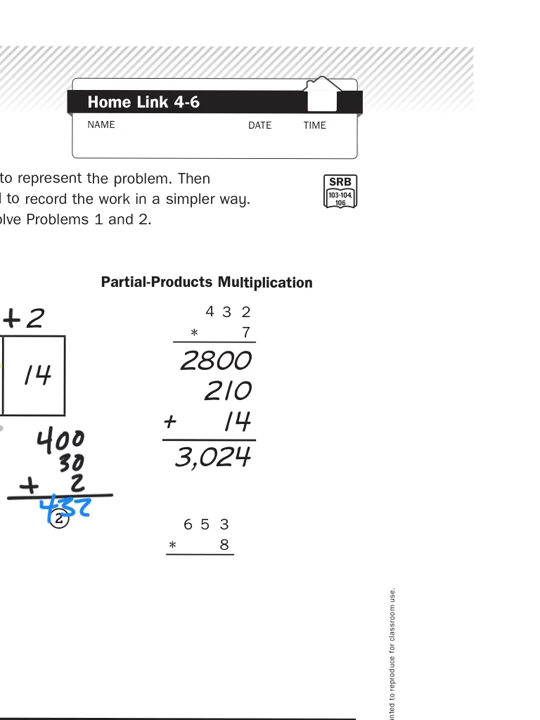 Home Link 4-6
NAME DATE TIME
to represent the problem. Then
to record the work in a simpler way.
lve Problems 1 and 2.
SRB
103-104,
106
Partial-Products Multiplication
+2
14
4 3 2
* 7
2800
210
+ 14
3,024
400
30
+ 2
432
2
6 5 3
* 8
nted to reproduce for classroom use.